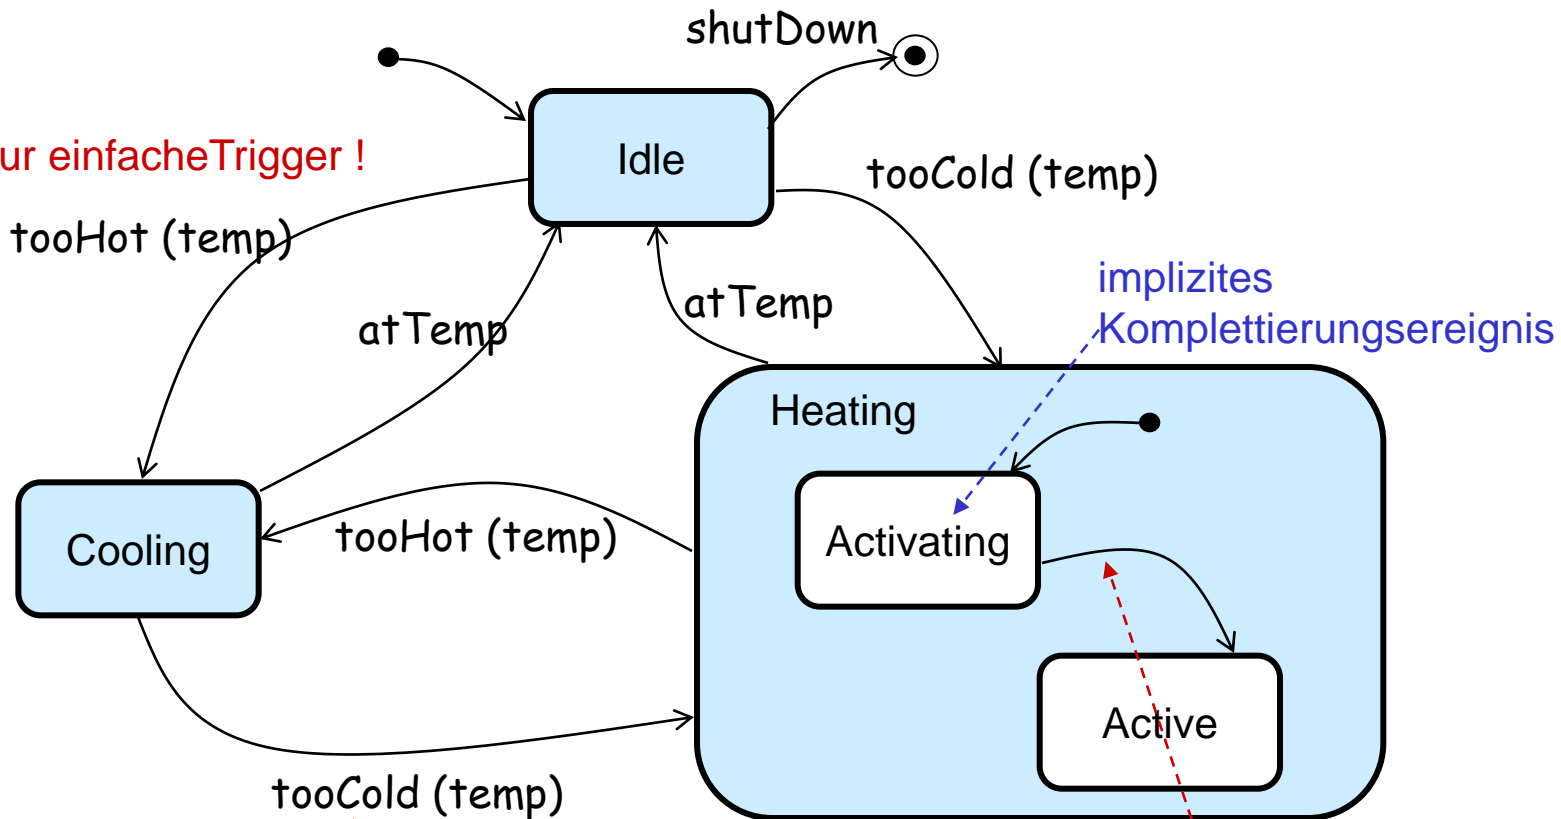 shutDown
ur einfacheTrigger !
Idle
tooCold (temp)
tooHot (temp)
implizites
Komplettierungsereignis
atTemp
atTemp
Heating
Activating
Cooling
tooHot (temp)
Active
tooCold (temp)